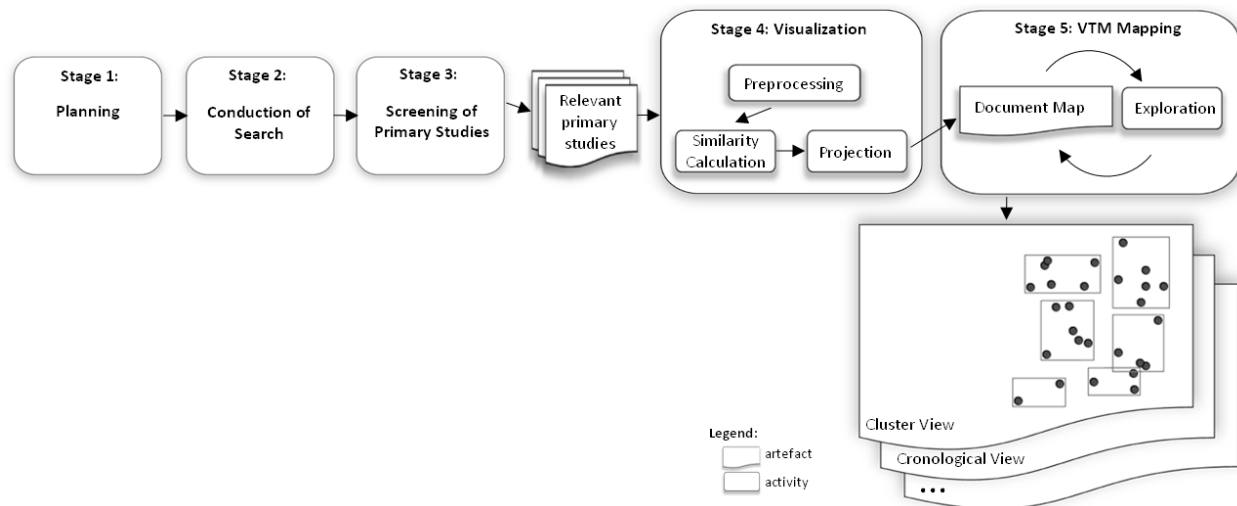 Stage 1:
Planning
Stage 2:
Conduction of
Search
Stage 3:
Screening of
Primary Studies
Relevant
primary
studies
Stage 4: Visualization
Preprocessing
Similarity
Calculation
Projection
Stage 5: VTM Mapping
Document Map
Exploration
Cluster View
Cronological View
...
Legend:
artefact
activity